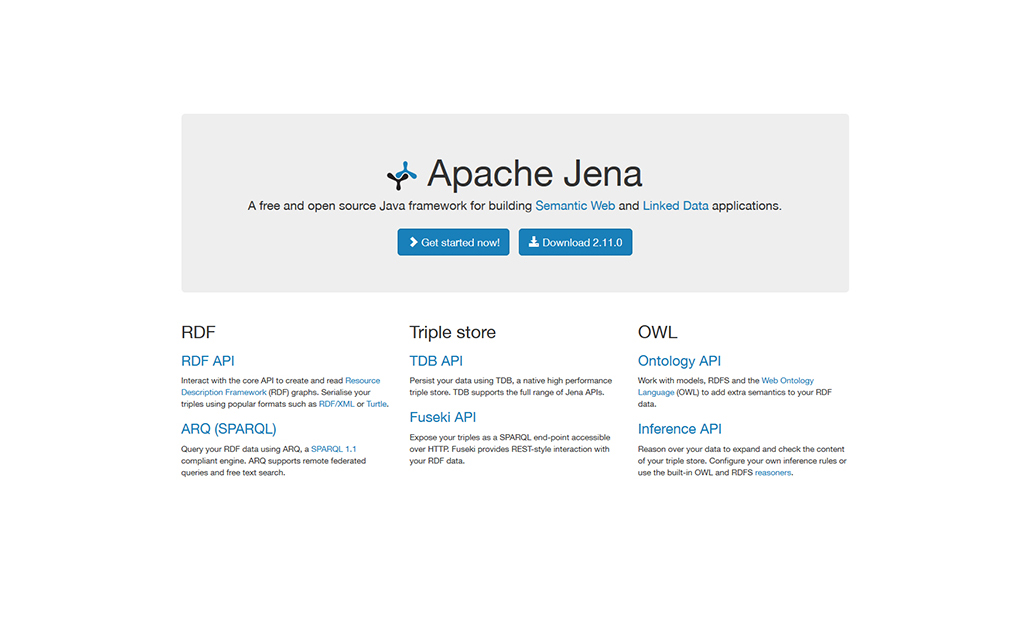 Apache Jena
A free and open source Java framework for building Semantic Web and Linked Data applications.
Get started now!
Download 2.11.0
RDF
RDF API
Interact with the core API to create and read Resource
Description Framework (RDF) graphs. Serialise your
triples using popular formats such as RDF/XML or Turtle.
ARQ (SPARQL)
Query your RDF data using ARQ, a SPARQL 1.1
compliant engine. ARQ supports remote federated
queries and free text search.
Triple store
TDB API
Persist your data using TDB, a native high performance
triple store. TDB supports the full range of Jena APIs.
Fuseki API
Expose your triples as a SPARQL end-point accessible
over HTTP. Fuseki provides REST-style interaction with
your RDF data.
OWL
Ontology API
Work with models, RDFS and the Web Ontology
Language (OWL) to add extra semantics to your RDF
data.
Inference API
Reason over your data to expand and check the content
of your triple store. Configure your own inference rules or
use the built-in OWL and RDFS reasoners.